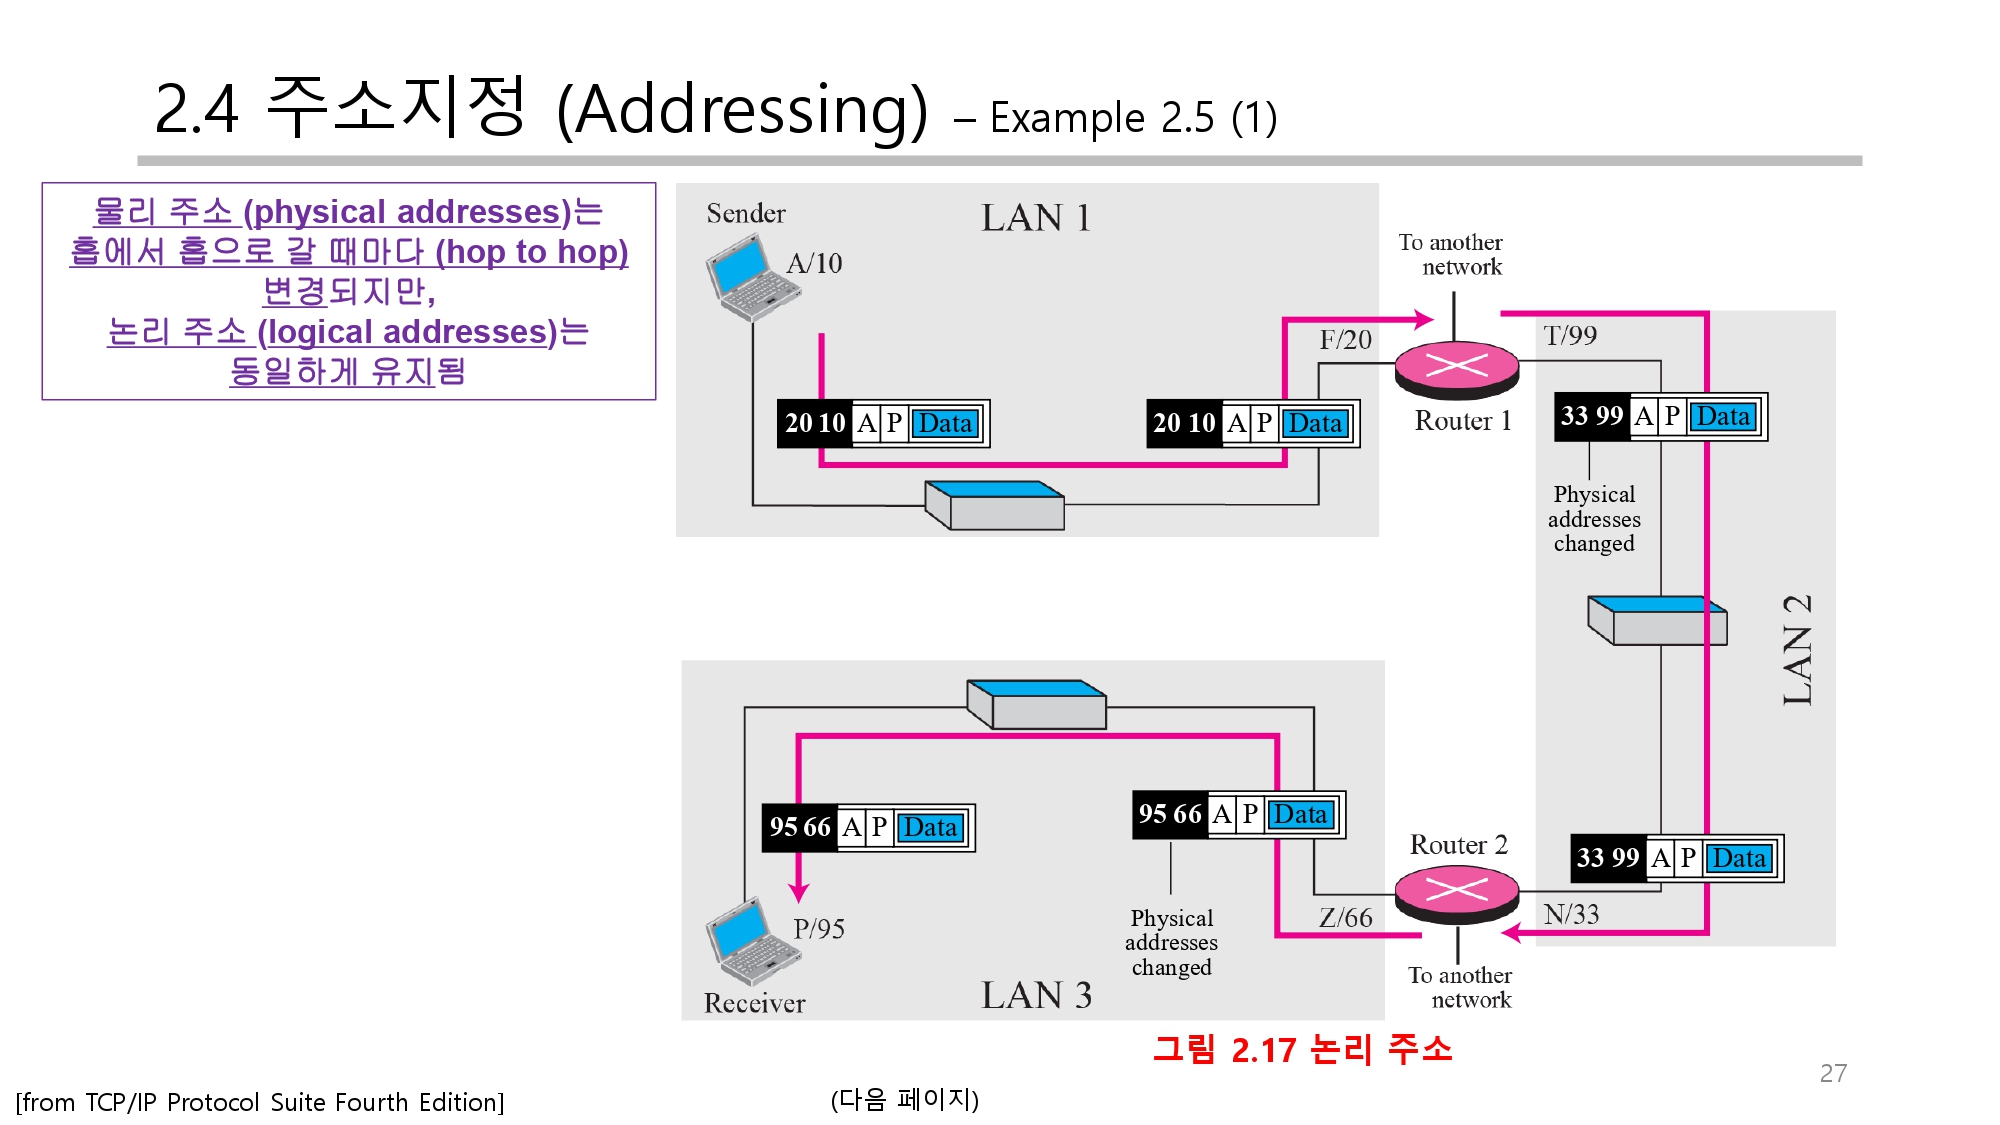 2.4 주소지정 (Addressing) – Example 2.5 (1)
물리 주소 (physical addresses)는
홉에서 홉으로 갈 때마다 (hop to hop)
변경되지만,
논리 주소 (logical addresses)는
동일하게 유지됨
Sender
LAN 1
A/10
To another
network
F/20
T/99
20 10 A P Data
20 10 A P Data
Router 1
33 99 A P Data
Physical
addresses
changed
LAN 2
95 66 A P Data
95 66 A P Data
Router 2
33 99 A P Data
P/95
Physical
addresses
changed
Z/66
N/33
To another
network
Receiver
LAN 3
그림 2.17 논리 주소
27
[from TCP/IP Protocol Suite Fourth Edition]
(다음 페이지)